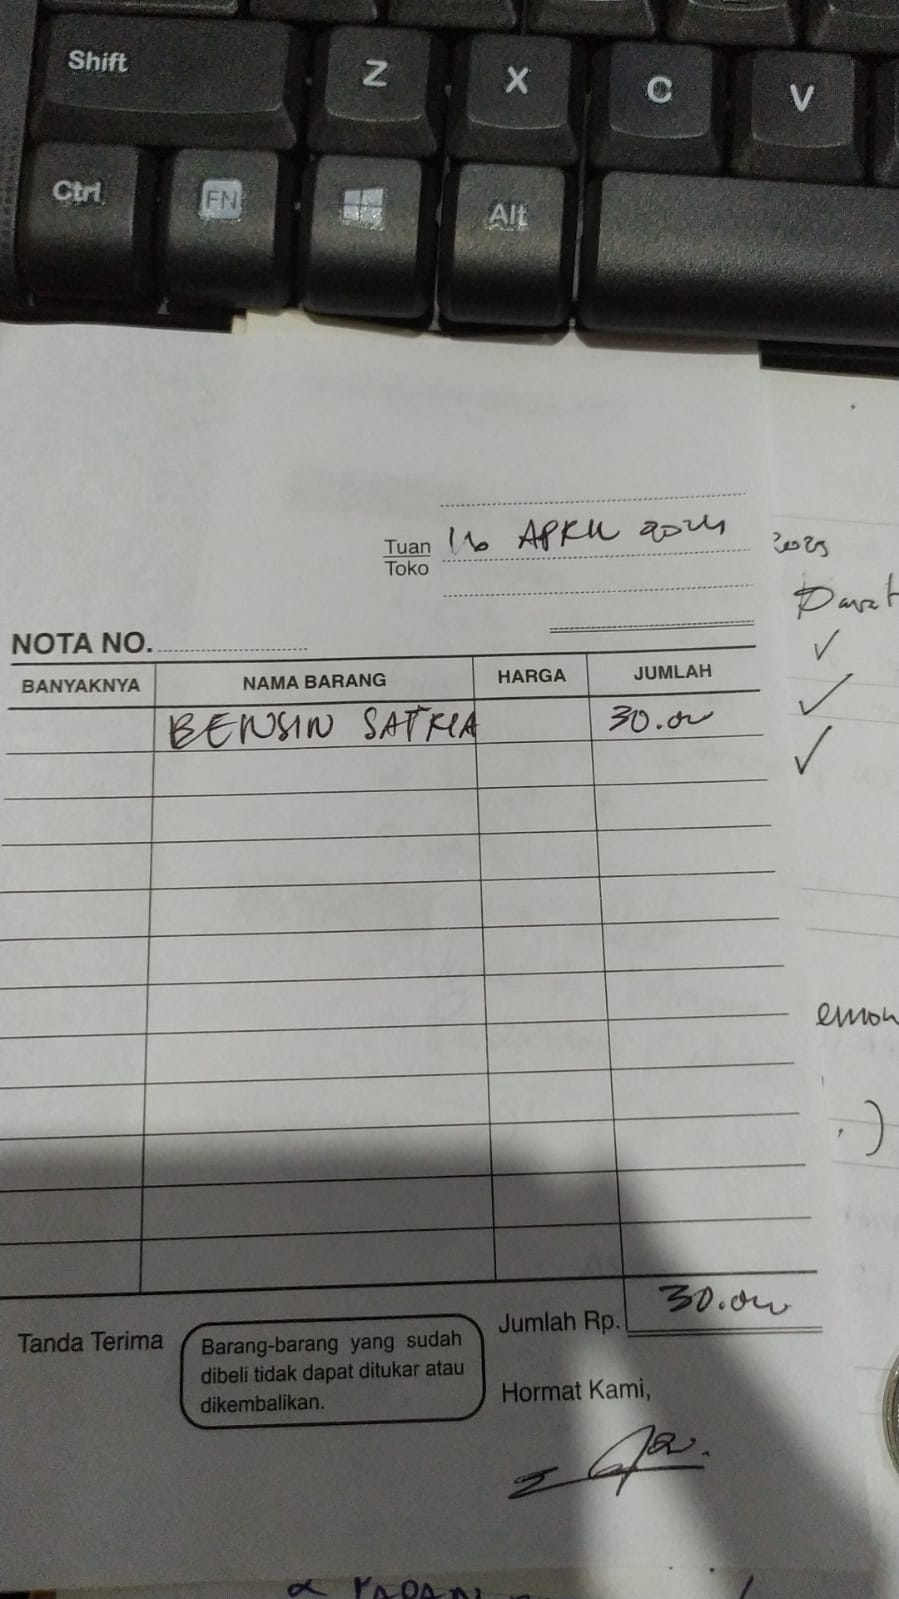 Shift Z X C V
Ctrl FN Alt
Tuan 16 APRIL 2024
Toko
2025
NOTA NO.
BANYAKNYA NAMA BARANG HARGA JUMLAH
BENSIN SATRIA 30.000
Jumlah Rp. 30.000
Tanda Terima
Barang-barang yang sudah
dibeli tidak dapat ditukar atau
dikembalikan.
Hormat Kami,